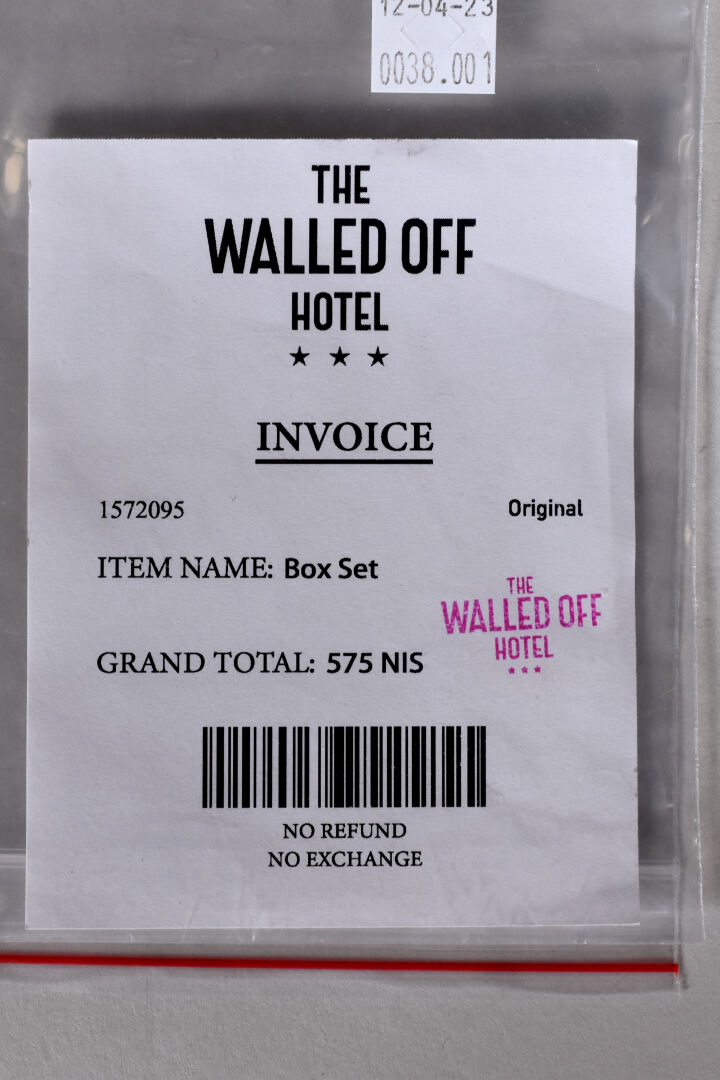 12-04-23
0038.001
THE
WALLED OFF
HOTEL
INVOICE
1572095 Original
ITEM NAME: Box Set
THE
WALLED OFF
HOTEL
GRAND TOTAL: 575 NIS
NO REFUND
NO EXCHANGE